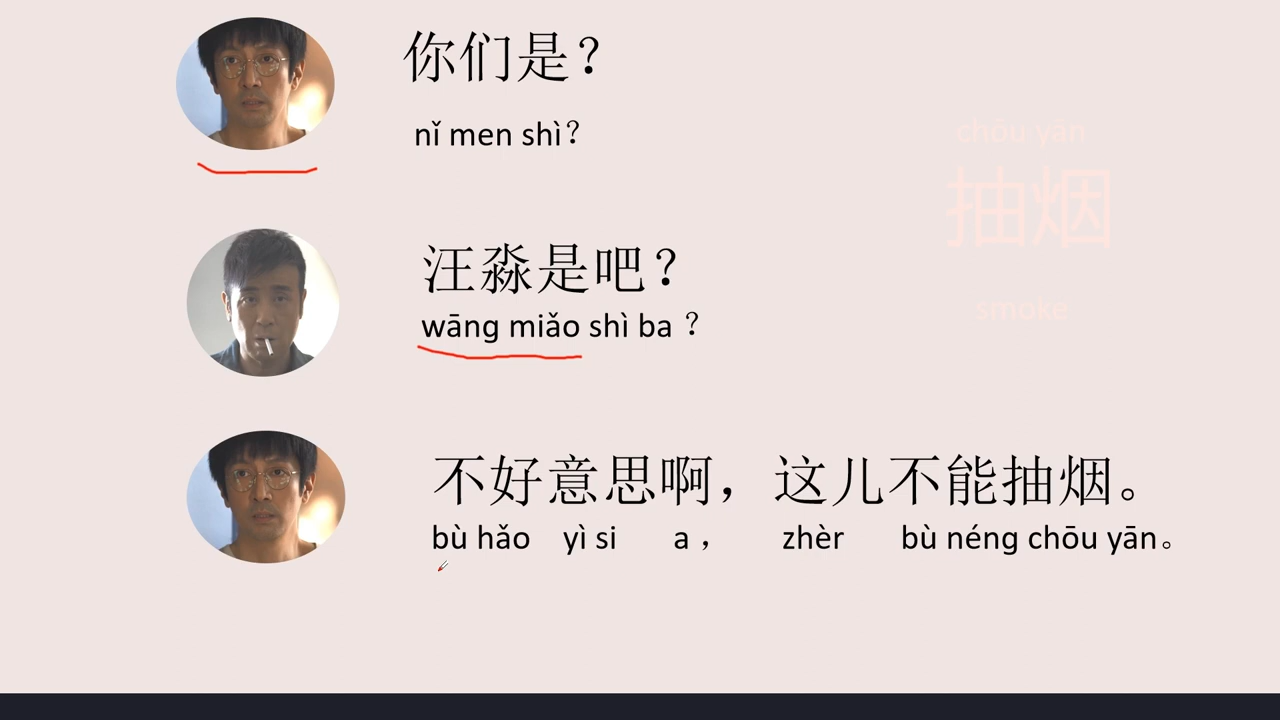 你们是？
nǐ men shì？
汪淼是吧？
wāng miǎo shì ba ？
不好意思啊，这儿不能抽烟。
bù hǎo yì si a ， zhèr bù néng chōu yān。
chōu yān
抽烟
smoke